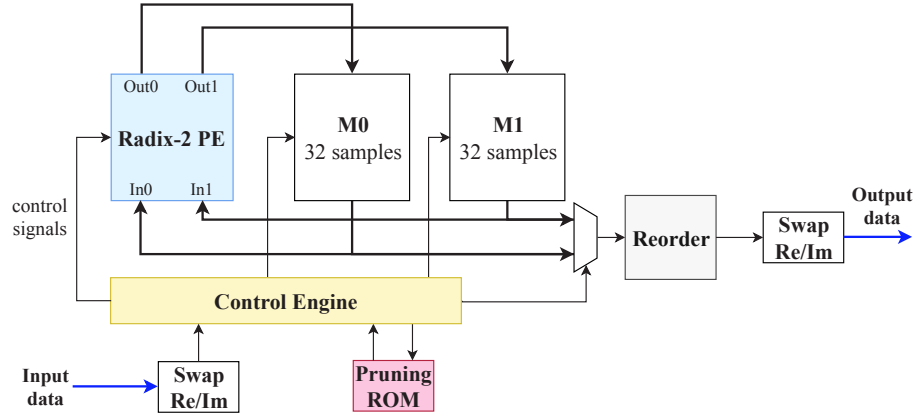 Out0 Out1
Radix-2 PE
In0 In1
M0
32 samples
M1
32 samples
control
signals
Control Engine
Reorder
Swap
Re/Im
Output
data
Input
data
Swap
Re/Im
Pruning
ROM